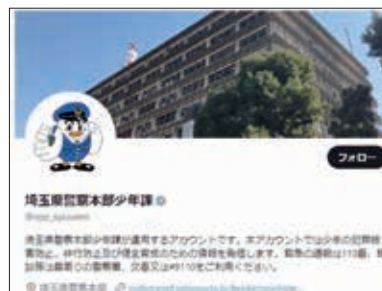 フォロー
埼玉県警察本部少年課
埼玉県警察本部少年課が運用するアカウントです。本アカウントでは少年の犯罪被
害防止、非行防止及び健全育成のための情報を発信します。緊急の通報は110番、相
談等は最寄りの警察署、交番又は#9110をご利用ください。
埼玉県警察本部